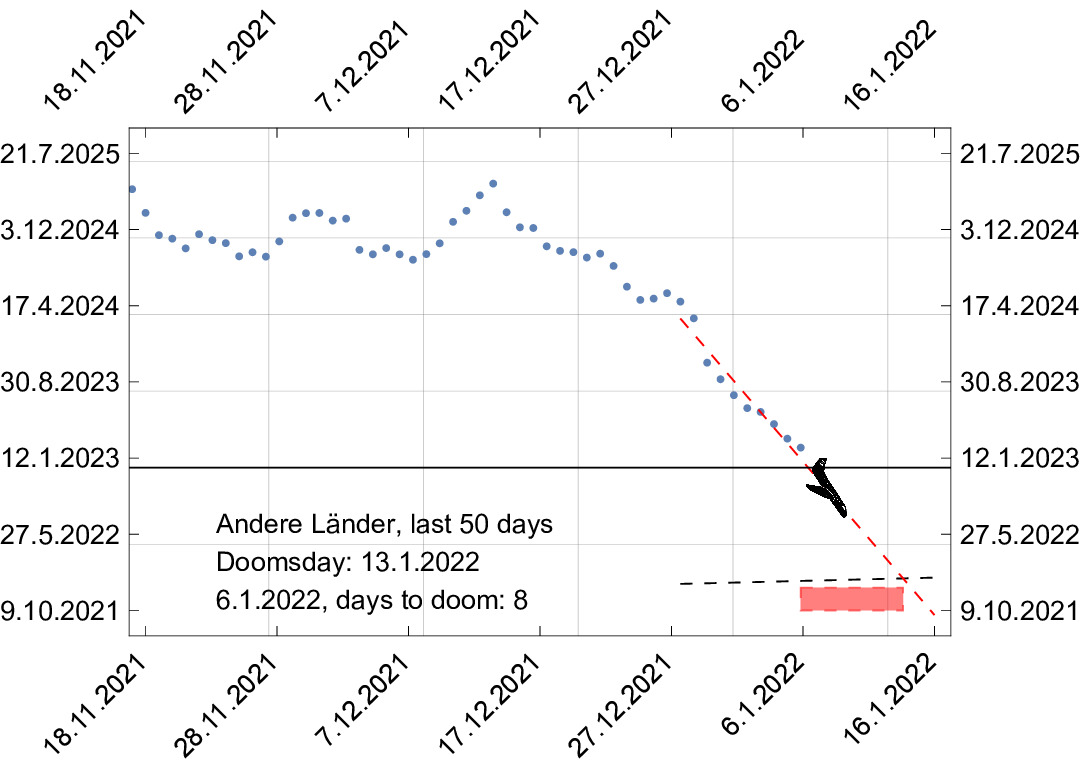 18.11.2021 28.11.2021 7.12.2021 17.12.2021 27.12.2021 6.1.2022 16.1.2022
21.7.2025 21.7.2025
3.12.2024 3.12.2024
17.4.2024 17.4.2024
30.8.2023 30.8.2023
12.1.2023 12.1.2023
Andere Länder, last 50 days
27.5.2022 27.5.2022
Doomsday: 13.1.2022
6.1.2022, days to doom: 8
9.10.2021 9.10.2021
18.11.2021 28.11.2021 7.12.2021 17.12.2021 27.12.2021 6.1.2022 16.1.2022